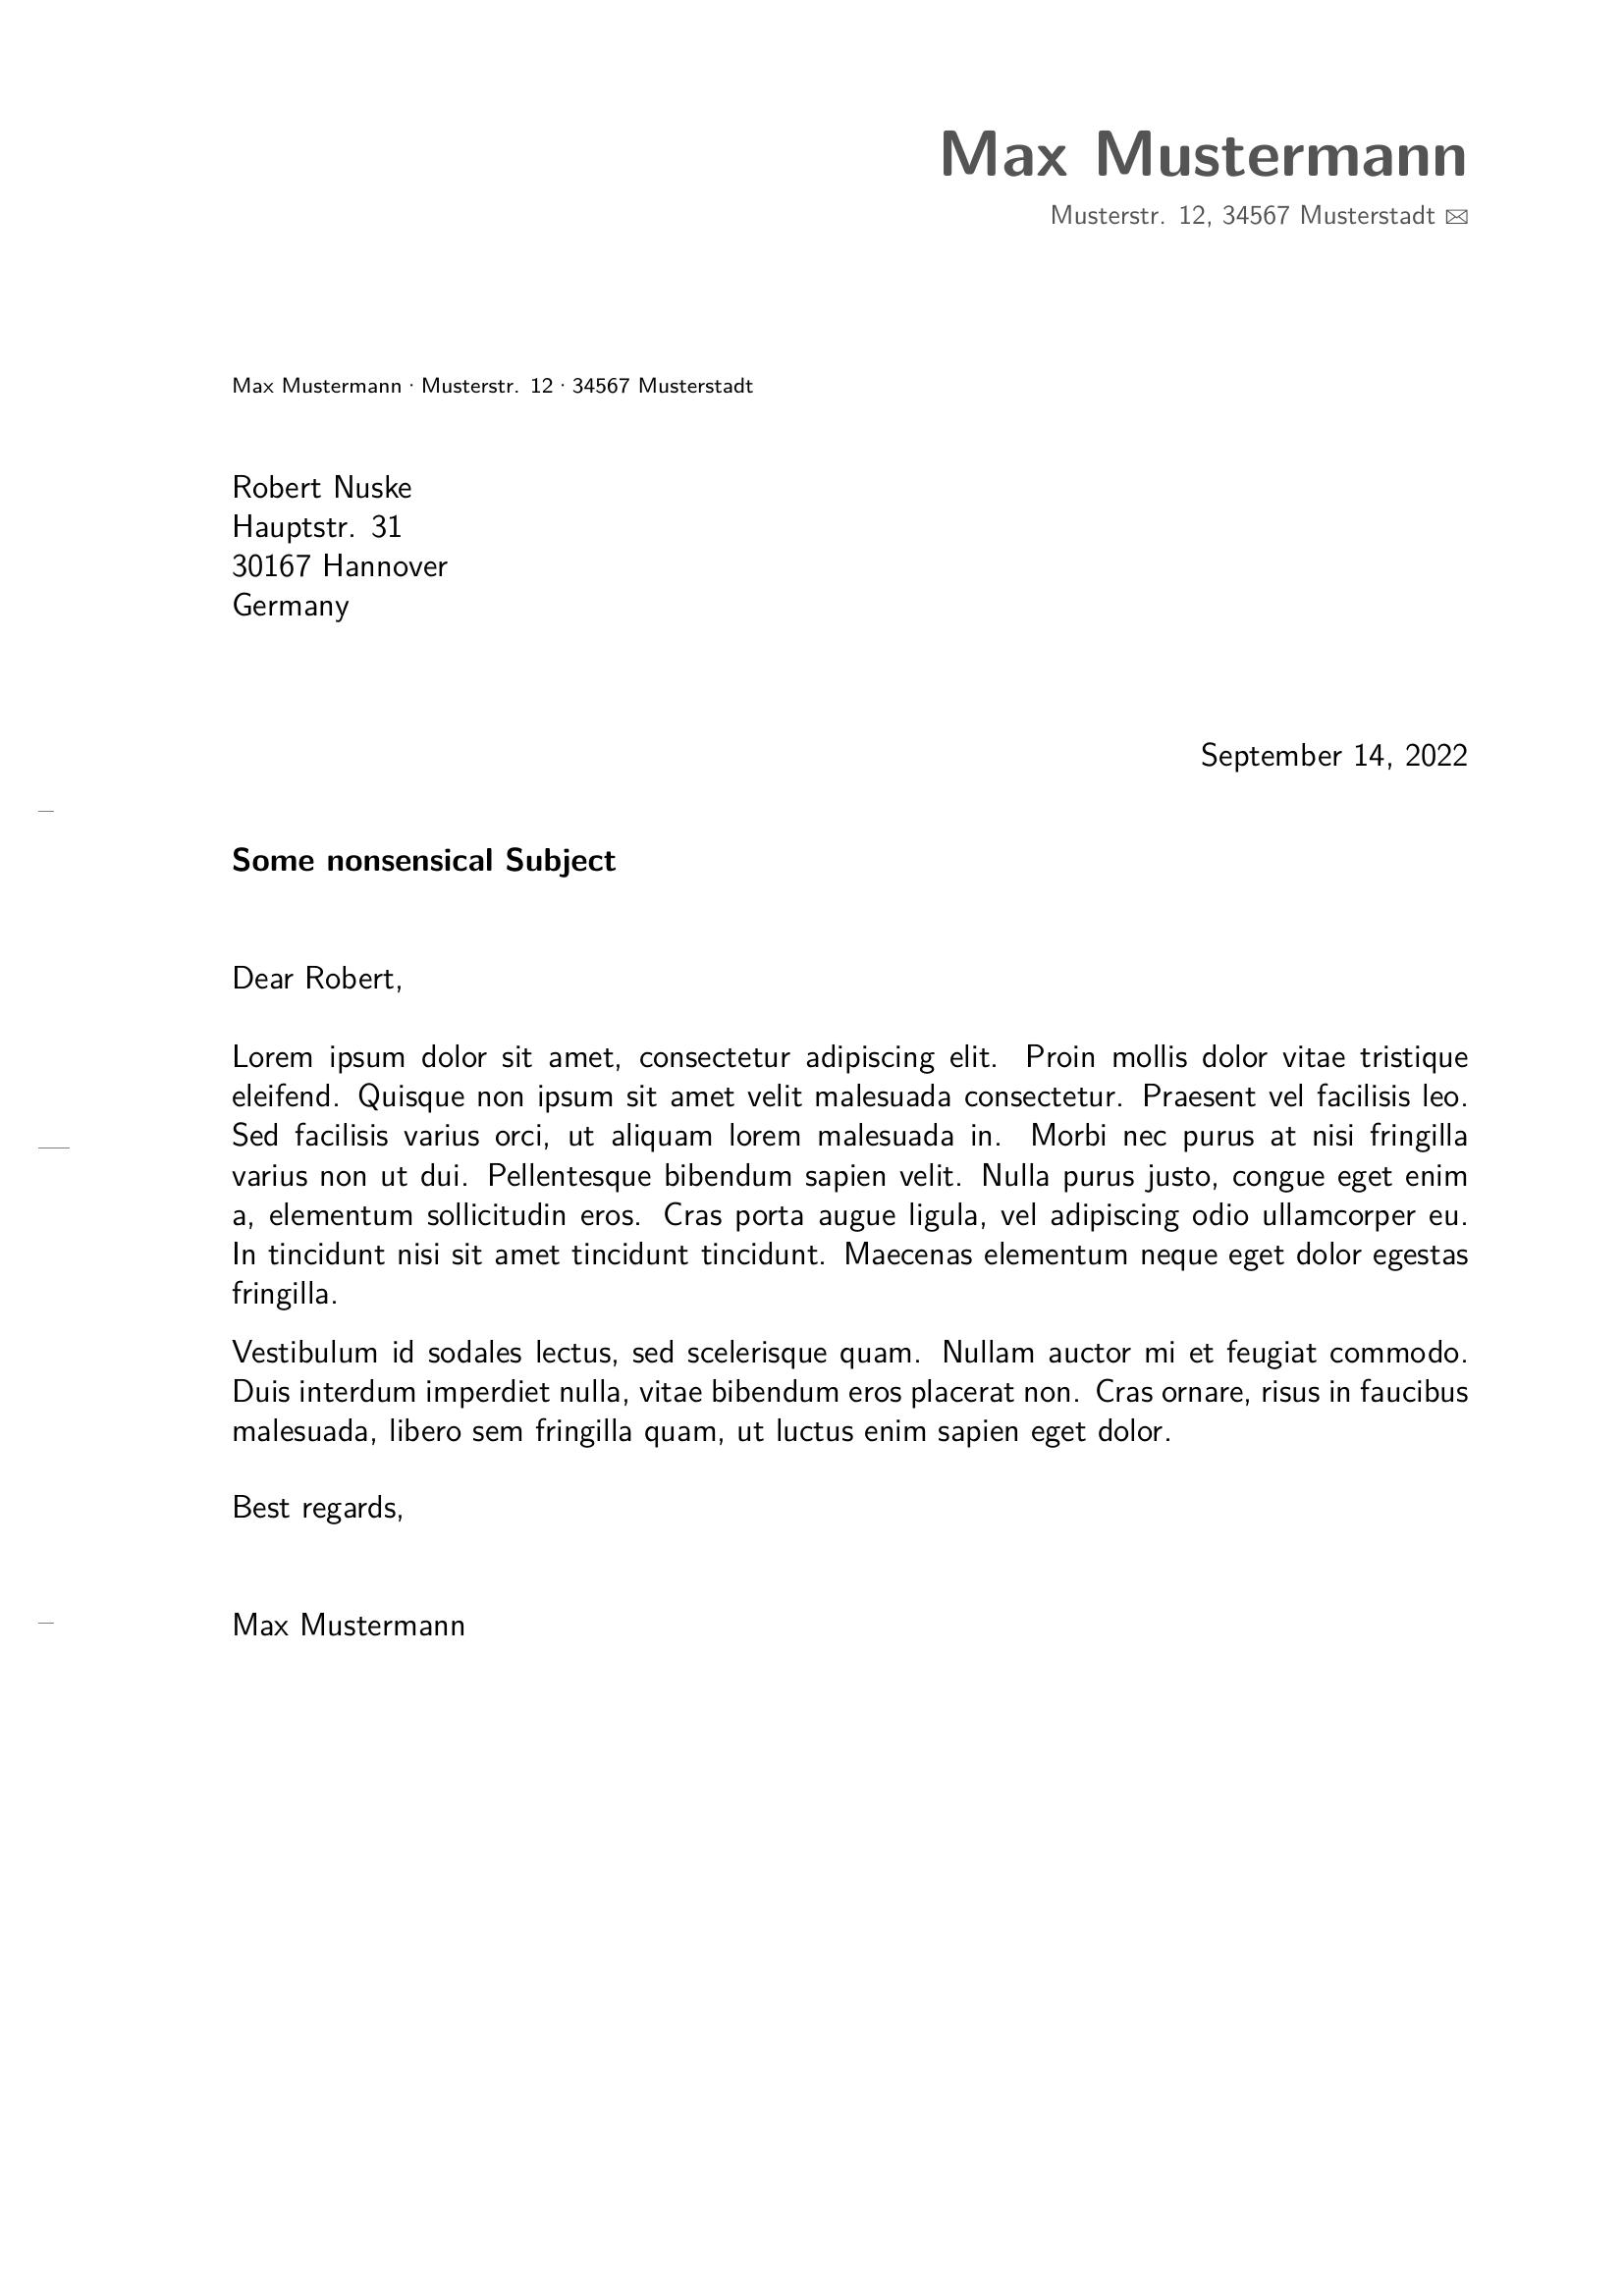 Max Mustermann
Musterstr. 12, 34567 Musterstadt
Max Mustermann · Musterstr. 12 · 34567 Musterstadt
Robert Nuske
Hauptstr. 31
30167 Hannover
Germany
September 14, 2022
Some nonsensical Subject
Dear Robert,
Lorem ipsum dolor sit amet, consectetur adipiscing elit. Proin mollis dolor vitae tristique
eleifend. Quisque non ipsum sit amet velit malesuada consectetur. Praesent vel facilisis leo.
Sed facilisis varius orci, ut aliquam lorem malesuada in. Morbi nec purus at nisi fringilla
varius non ut dui. Pellentesque bibendum sapien velit. Nulla purus justo, congue eget enim
a, elementum sollicitudin eros. Cras porta augue ligula, vel adipiscing odio ullamcorper eu.
In tincidunt nisi sit amet tincidunt tincidunt. Maecenas elementum neque eget dolor egestas
fringilla.
Vestibulum id sodales lectus, sed scelerisque quam. Nullam auctor mi et feugiat commodo.
Duis interdum imperdiet nulla, vitae bibendum eros placerat non. Cras ornare, risus in faucibus
malesuada, libero sem fringilla quam, ut luctus enim sapien eget dolor.
Best regards,
Max Mustermann